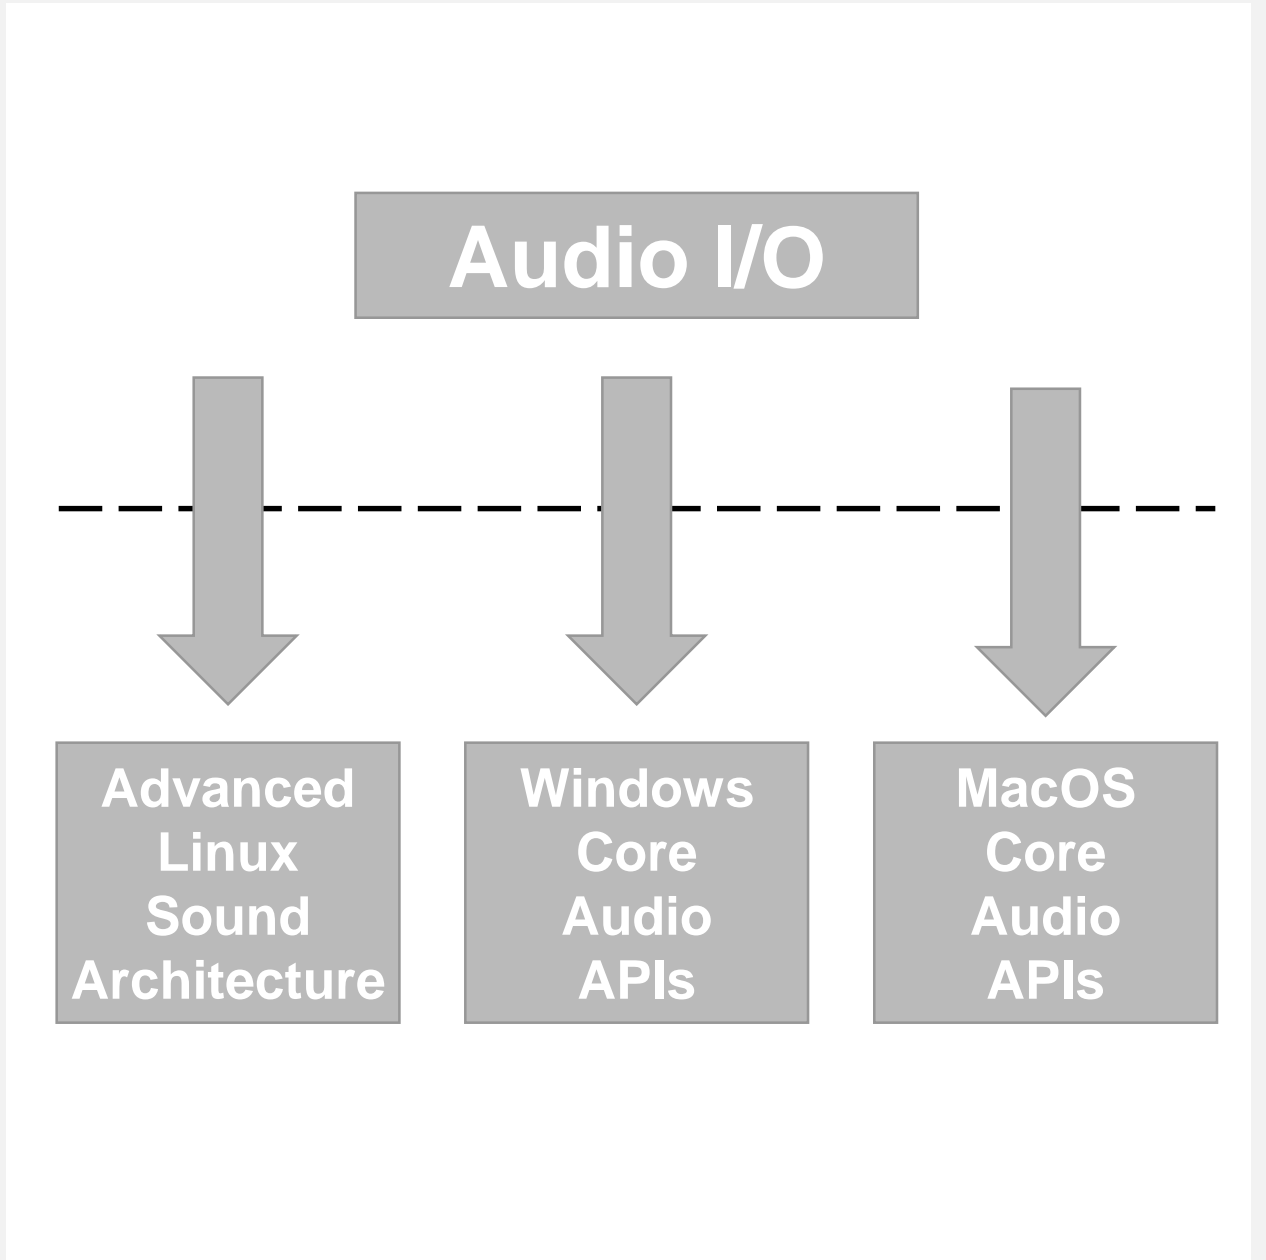 Audio I/O
Advanced
Linux
Sound
Architecture
Windows
Core
Audio
APIs
MacOS
Core
Audio
APIs